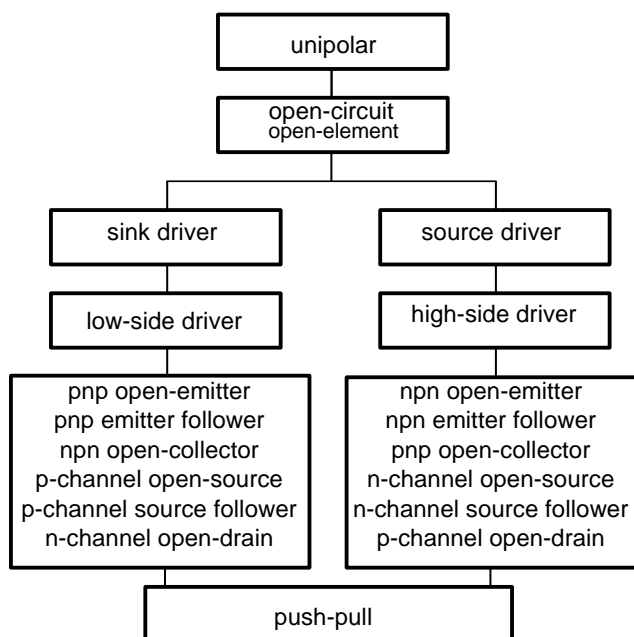 unipolar
open-circuit
open-element
sink driver
source driver
low-side driver
high-side driver
pnp open-emitter
pnp emitter follower
npn open-collector
p-channel open-source
p-channel source follower
n-channel open-drain
npn open-emitter
npn emitter follower
pnp open-collector
n-channel open-source
n-channel source follower
p-channel open-drain
push-pull